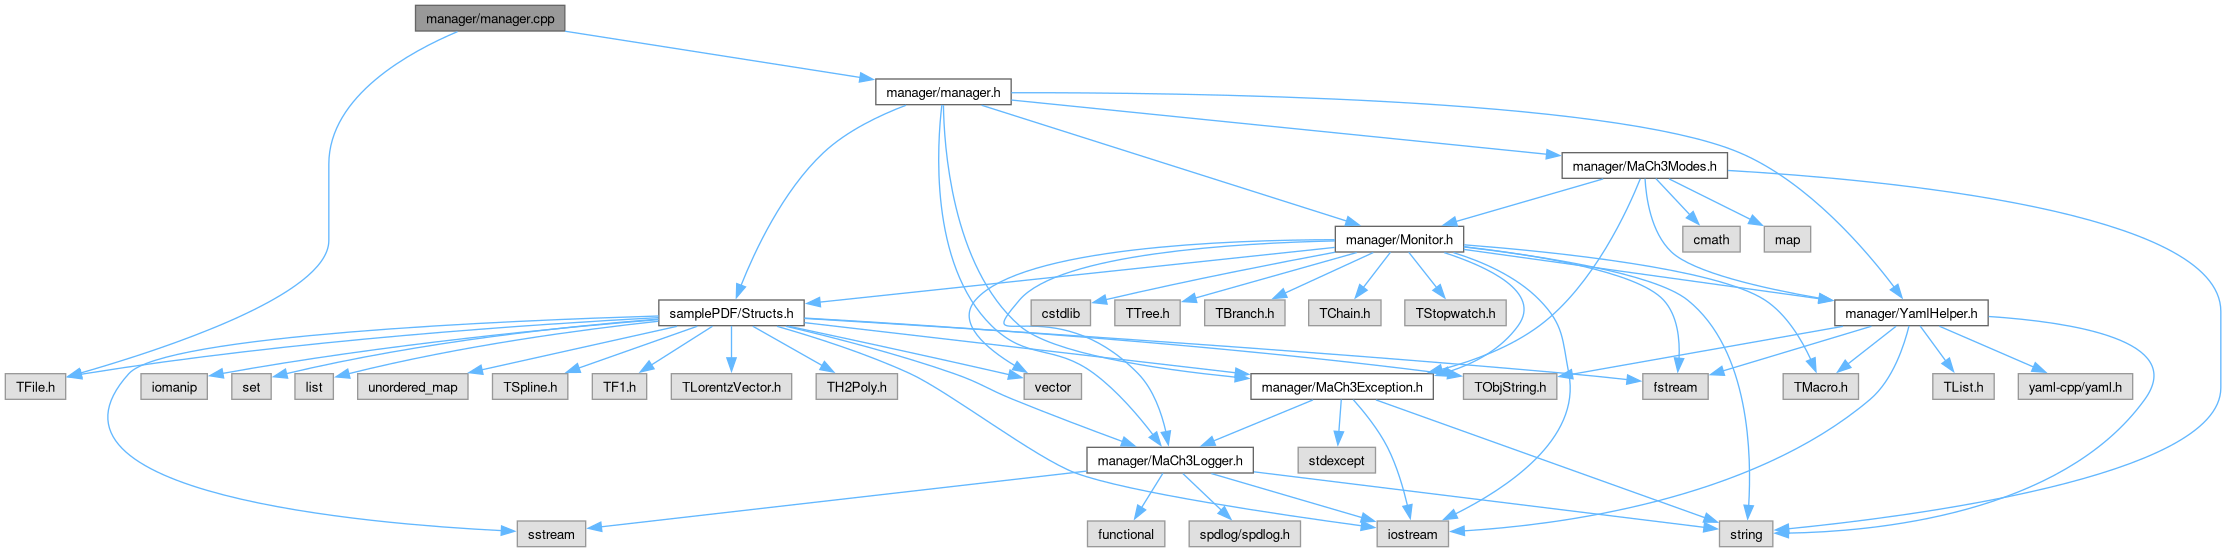 manager/manager.cpp
manager/manager.h
manager/MaCh3Modes.h
manager/Monitor.h
cmath
map
samplePDF/Structs.h
cstdlib
TTree.h
TBranch.h
TChain.h
TStopwatch.h
manager/YamlHelper.h
TFile.h
iomanip
set
list
unordered_map
TSpline.h
TF1.h
TLorentzVector.h
TH2Poly.h
vector
manager/MaCh3Exception.h
TObjString.h
fstream
TMacro.h
TList.h
yaml-cpp/yaml.h
manager/MaCh3Logger.h
stdexcept
sstream
functional
spdlog/spdlog.h
iostream
string